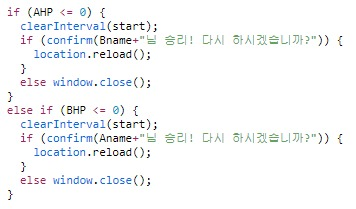 if (AHP <= 0) {
  clearInterval(start);
  if (confirm(Bname+"님 승리! 다시 하시겠습니까?")) {
    location.reload();
  }
  else window.close();
}
else if (BHP <= 0) {
  clearInterval(start);
  if (confirm(Aname+"님 승리! 다시 하시겠습니까?")) {
    location.reload();
  }
  else window.close();
}